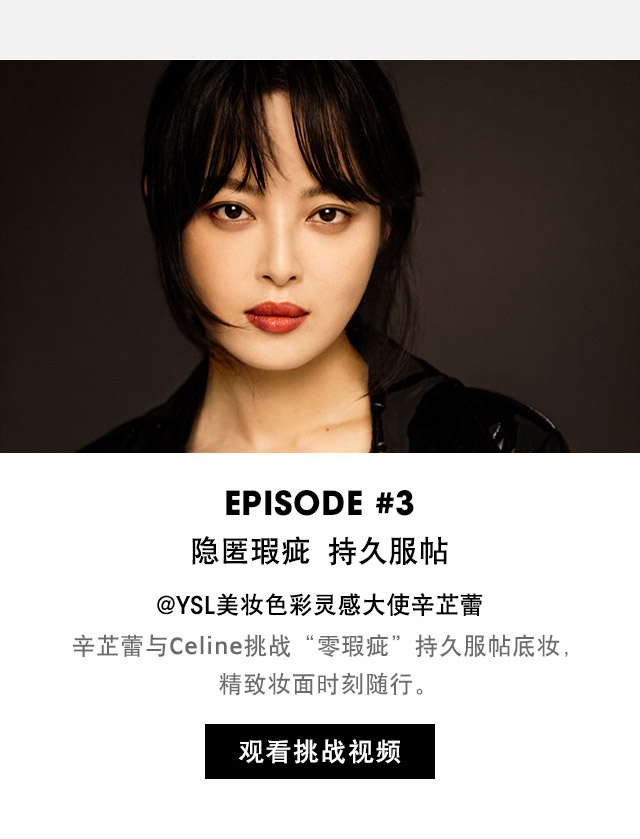 EPISODE #3
隐匿瑕疵 持久服帖
@YSL美妆色彩灵感大使辛芷蕾
辛芷蕾与Celine挑战“零瑕疵”持久服帖底妆，
精致妆面时刻随行。
观看挑战视频